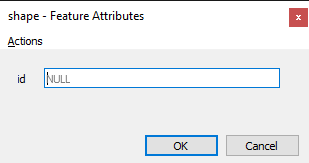 shape - Feature Attributes
Actions
id NULL
OK Cancel